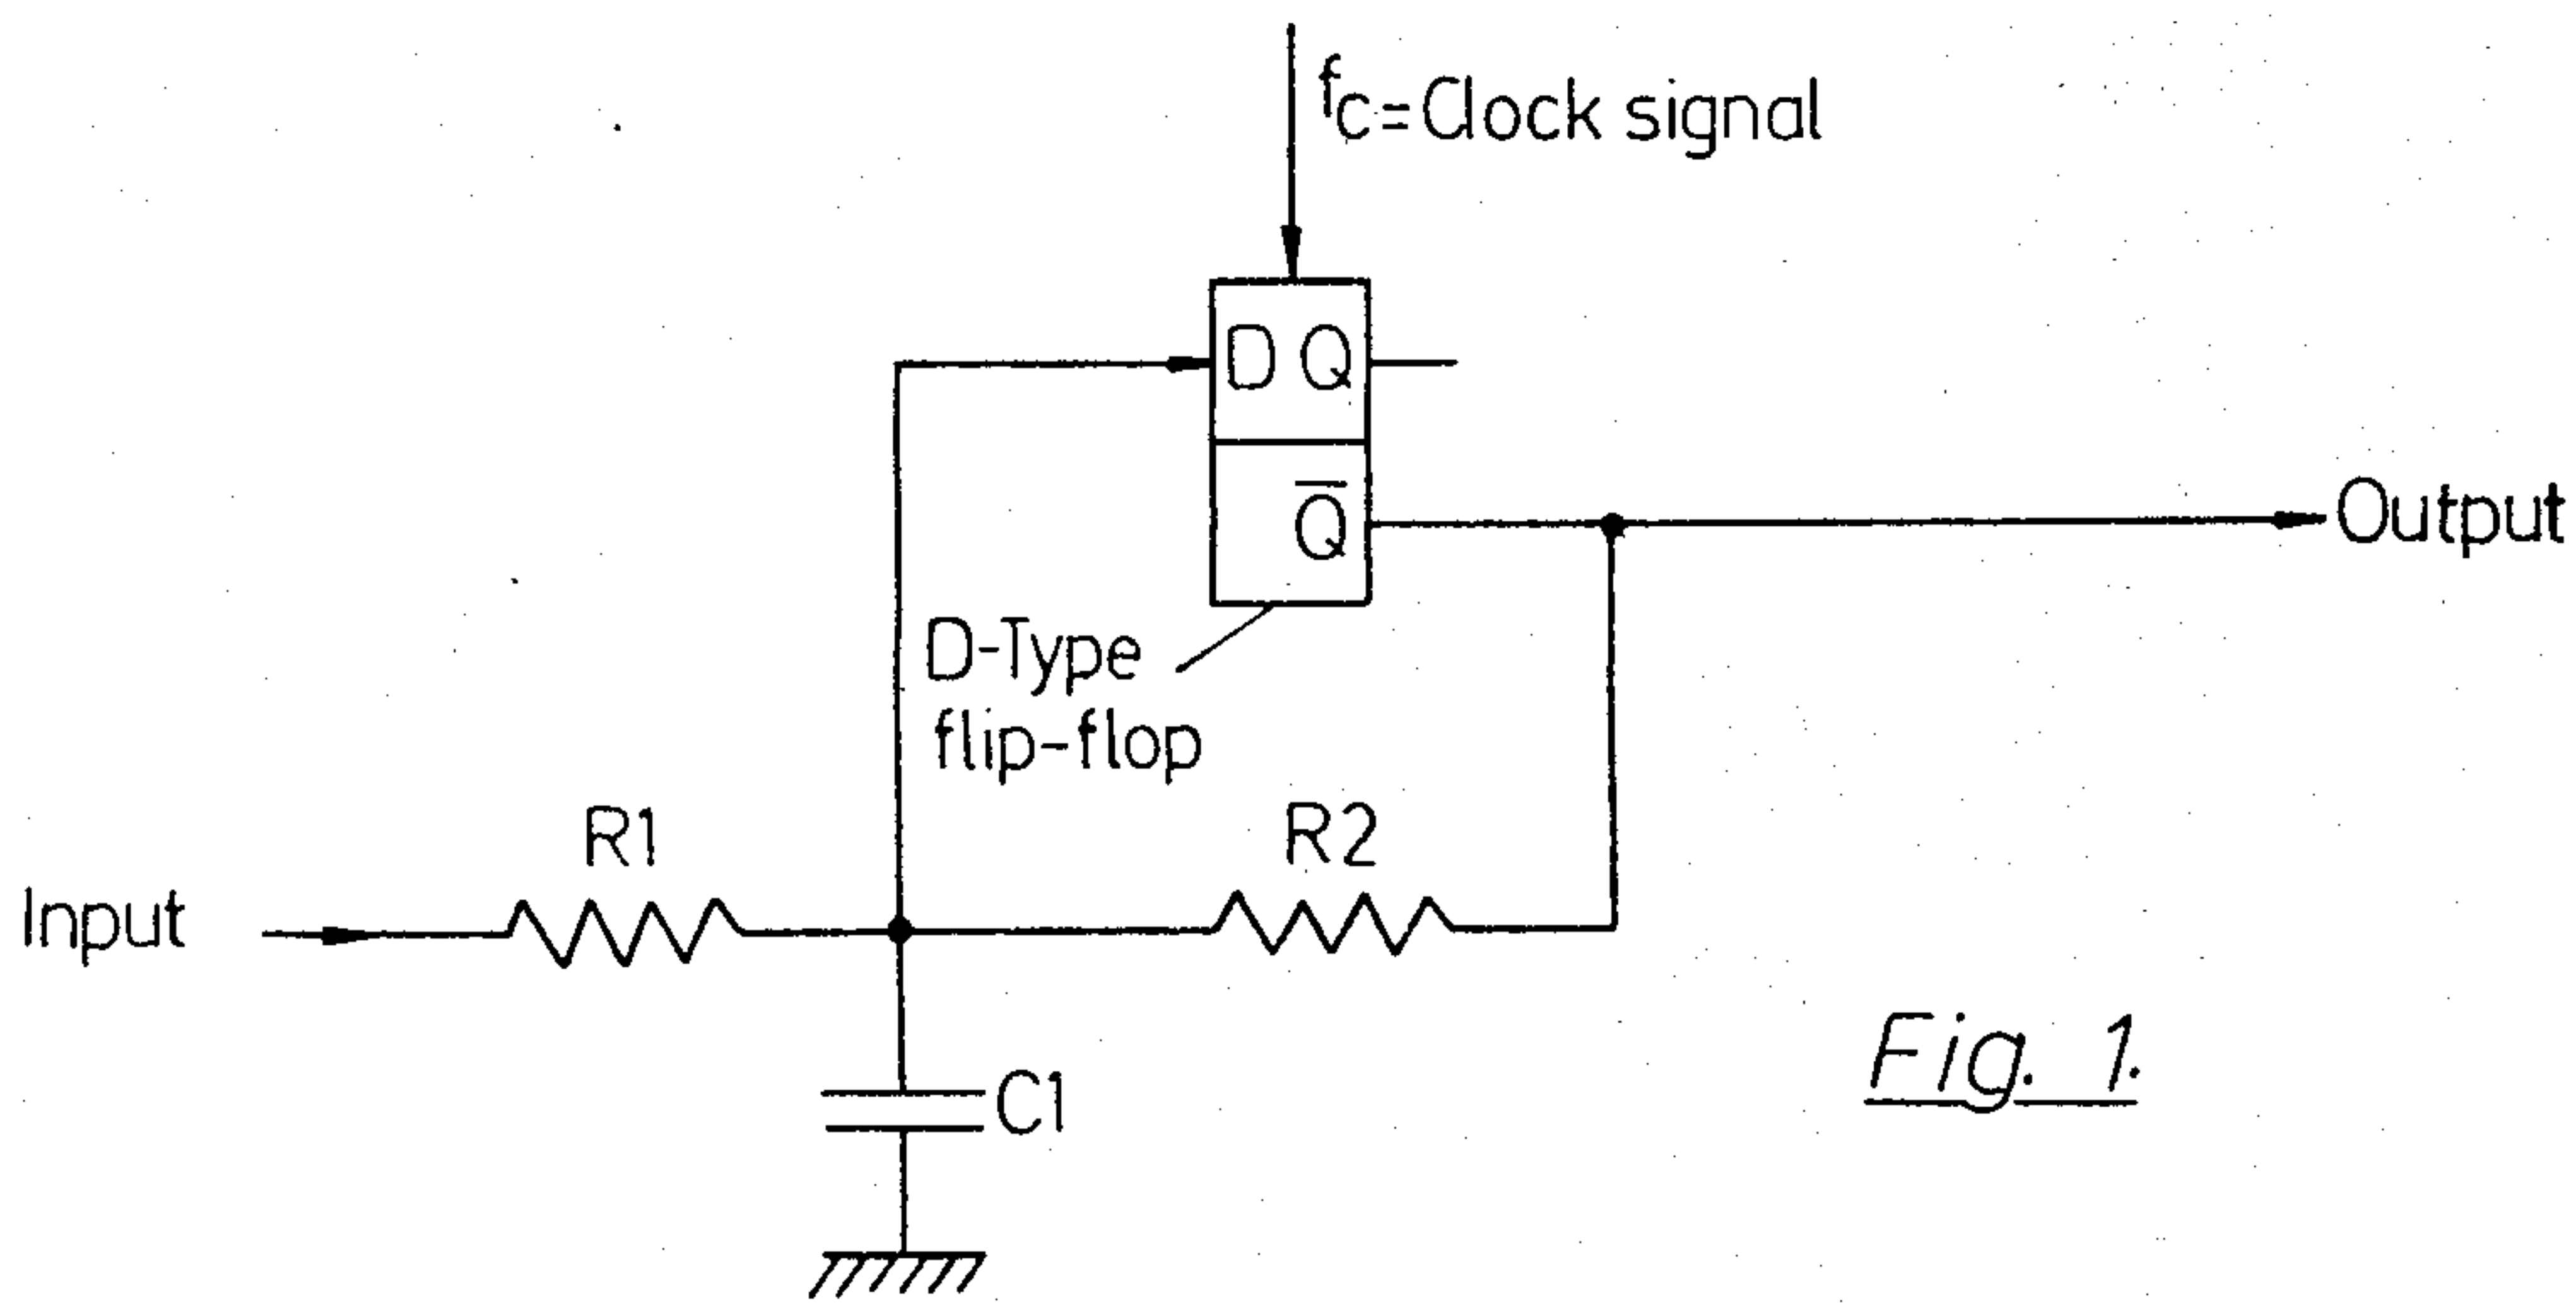 fc = Clock signal
D Q
Q̅
Output
D-Type
flip-flop
R1
R2
Input
C1
Fig. 1.